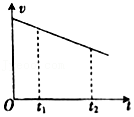 v
O t₁ t₂ t